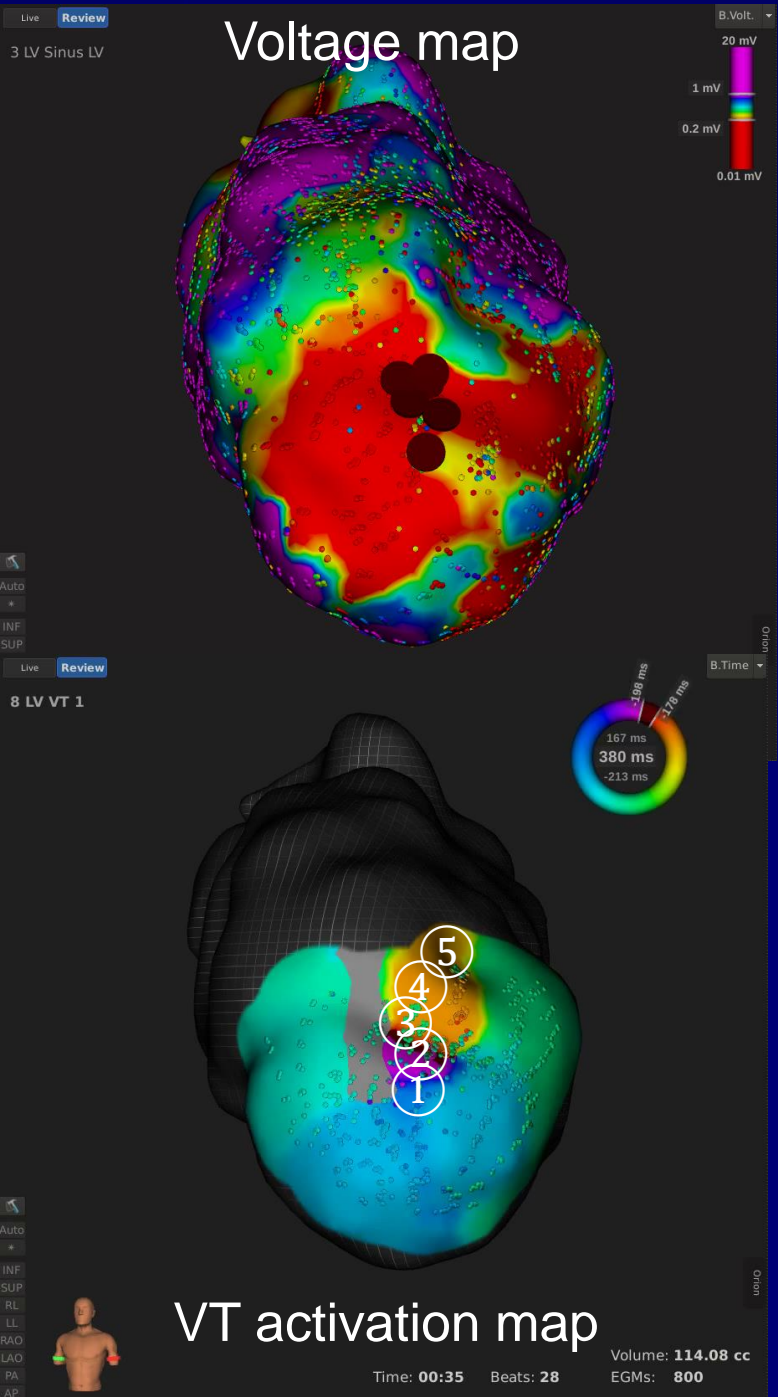 Live Review
Voltage map
B.Volt.
3 LV Sinus LV
20 mV
1 mV
0.2 mV
0.01 mV
Auto
*
INF
SUP
Orion
Live Review
B.Time
8 LV VT 1
-198 ms
-178 ms
167 ms
380 ms
-213 ms
5
4
3
2
1
Auto
*
INF
SUP
RL
LL
RAO
LAO
PA
AP
Orion
VT activation map
Volume: 114.08 cc
Time: 00:35 Beats: 28 EGMs: 800